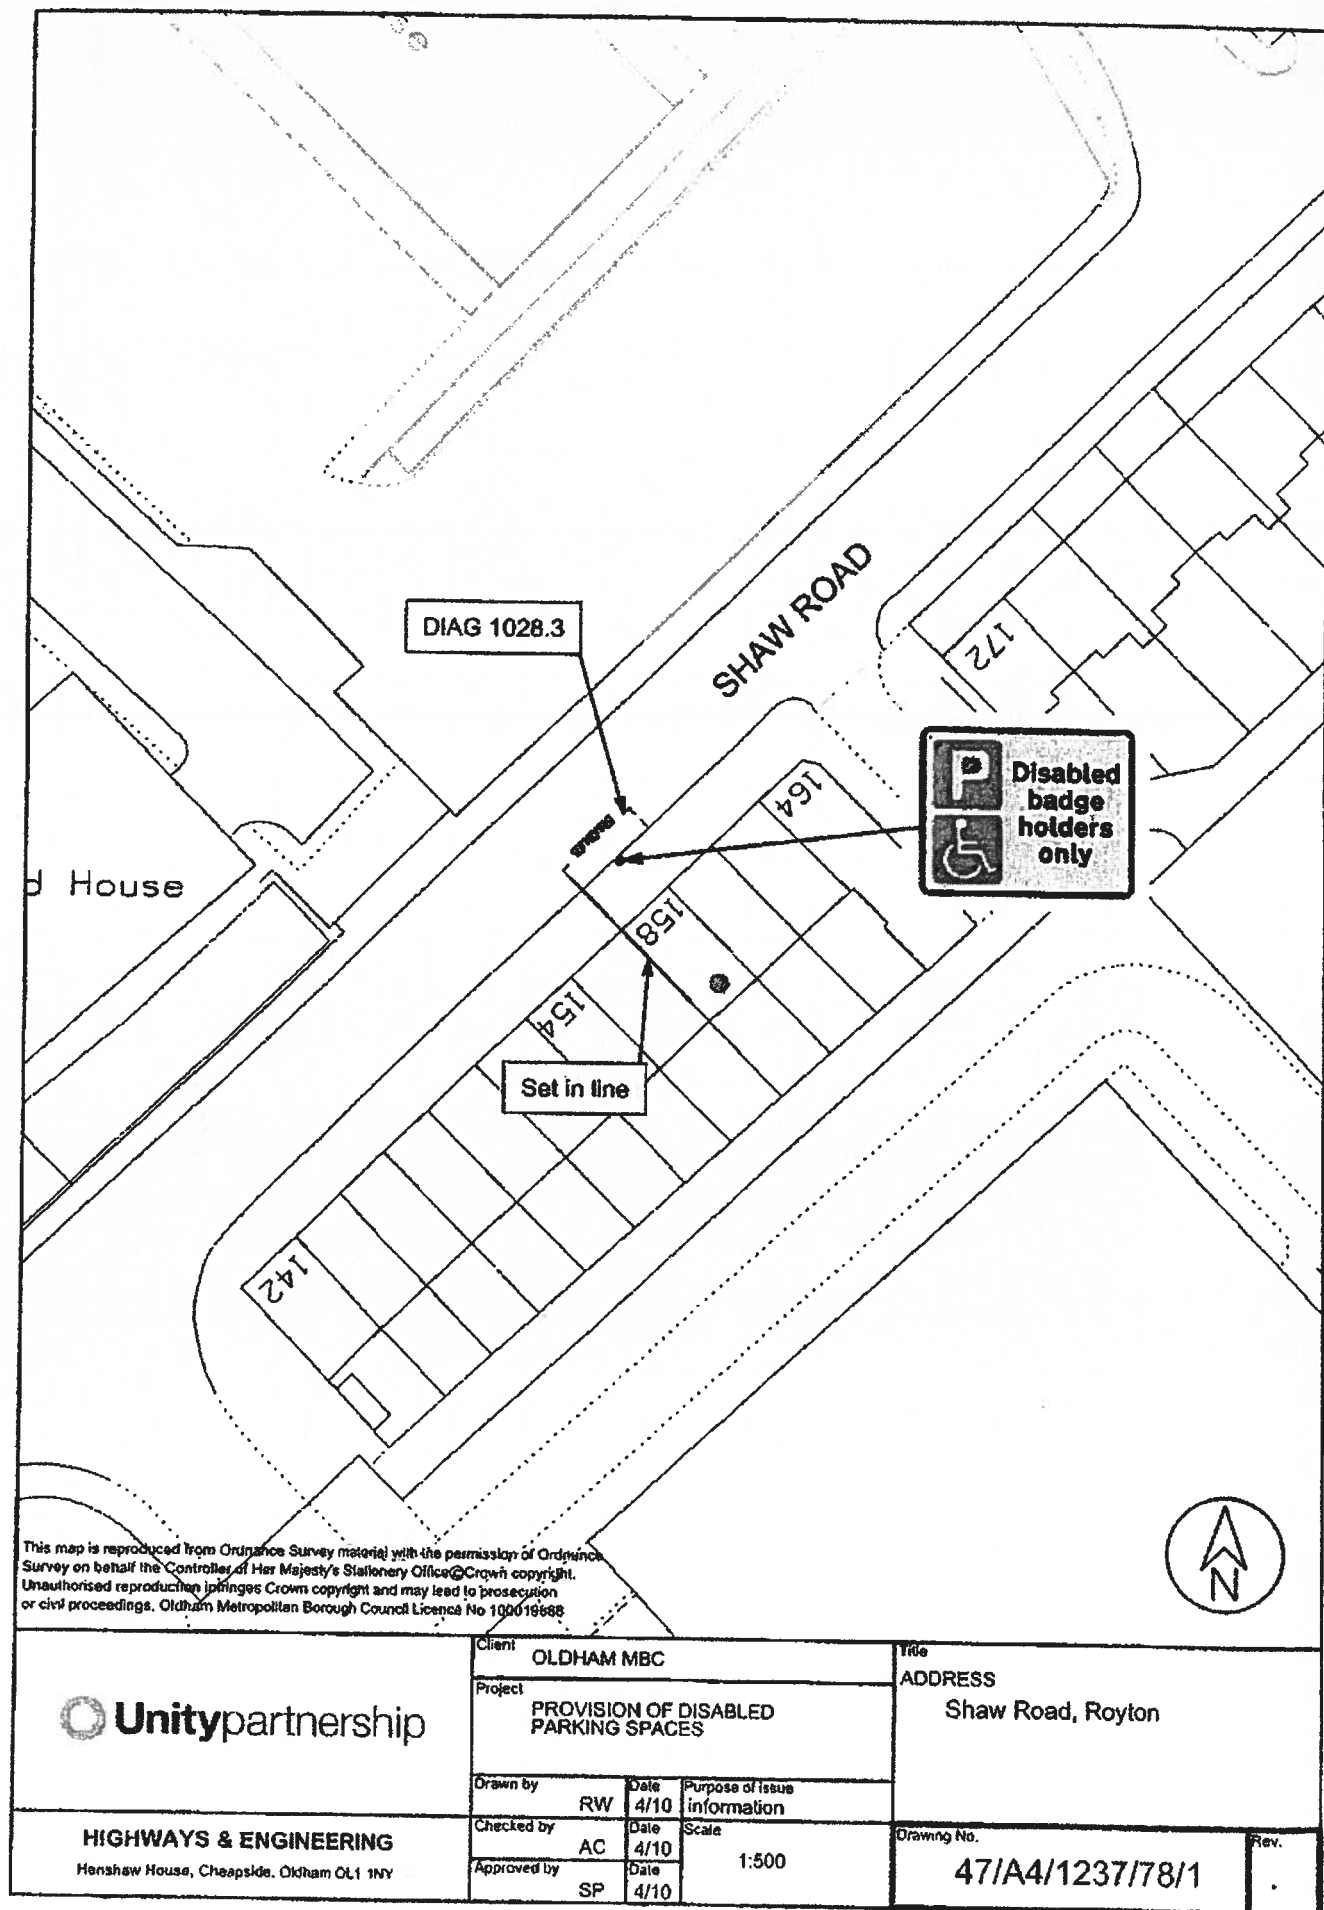 DIAG 1028.3
SHAW ROAD
172
P
Disabled
badge
holders
only
164
d House
158
154
Set in line
142
N
This map is reproduced from Ordnance Survey material with the permission of Ordnance
Survey on behalf the Controller of Her Majesty's Stationery Office©Crown copyright.
Unauthorised reproduction infringes Crown copyright and may lead to prosecution
or civil proceedings. Oldham Metropolitan Borough Council Licence No
Unitypartnership
HIGHWAYS & ENGINEERING
Henshaw House, Cheapside. Oldham OL1 1NY
Client
OLDHAM MBC
Project
PROVISION OF DISABLED
PARKING SPACES
Drawn by
RW
Date
4/10
Purpose of issue
information
Checked by
AC
Date
4/10
Scale
1:500
Approved by
SP
Date
4/10
Title
ADDRESS
Shaw Road, Royton
Drawing No.
47/A4/1237/78/1
Rev.
.